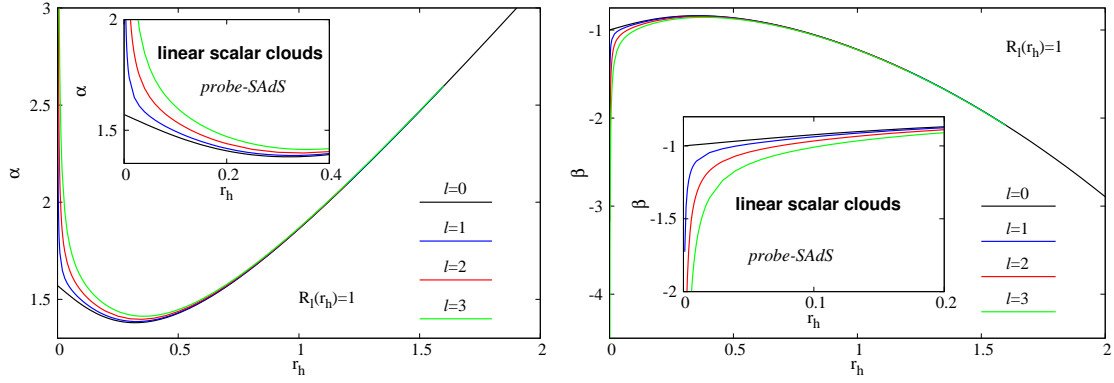 3
2.5
2
1.5
α
0
0.5
1
1.5
2
r_h
2
1.5
α
0
0.2
0.4
r_h
linear scalar clouds
probe-SAdS
R_l(r_h)=1
l=0
l=1
l=2
l=3
-1
-2
-3
-4
β
0
0.5
1
1.5
2
r_h
R_l(r_h)=1
-1
-1.5
-2
β
0
0.1
0.2
r_h
linear scalar clouds
probe-SAdS
l=0
l=1
l=2
l=3